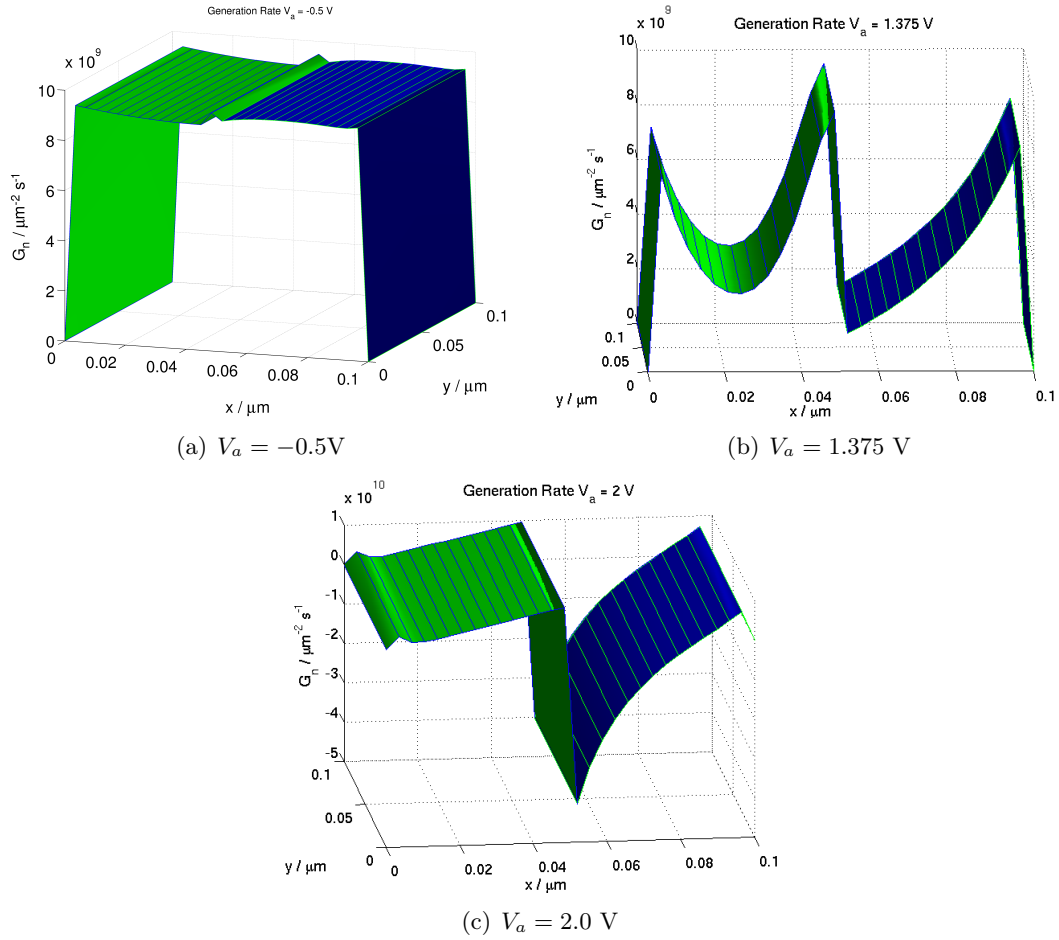 Generation Rate V_a = -0.5 V
x 10^9
10
8
6
4
2
0
G_n / μm^-2 s^-1
0
0.02
0.04
0.06
0.08
0.1
x / μm
0
0.05
0.1
y / μm
(a) V_a = −0.5V
Generation Rate V_a = 1.375 V
x 10^9
10
8
6
4
2
0
G_n / μm^-2 s^-1
0.1
0.05
0
y / μm
0
0.02
0.04
0.06
0.08
0.1
x / μm
(b) V_a = 1.375 V
Generation Rate V_a = 2 V
x 10^10
1
0
-1
-2
-3
-4
-5
G_n / μm^-2 s^-1
0.1
0.05
0
y / μm
0
0.02
0.04
0.06
0.08
0.1
x / μm
(c) V_a = 2.0 V